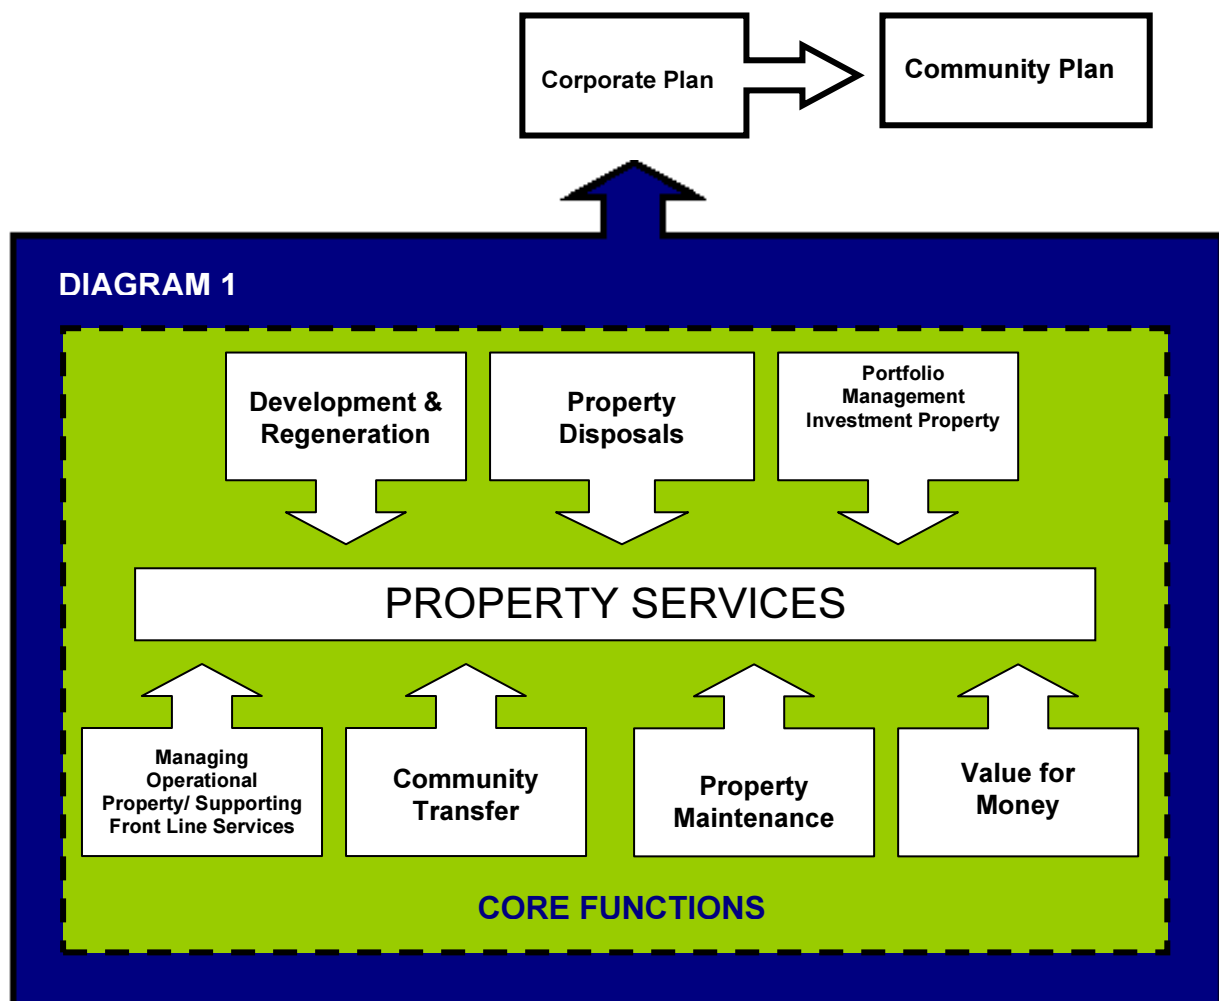 Corporate Plan
Community Plan
DIAGRAM 1
Development &
Regeneration
Property
Disposals
Portfolio
Management
Investment Property
PROPERTY SERVICES
Managing
Operational
Property/ Supporting
Front Line Services
Community
Transfer
Property
Maintenance
Value for
Money
CORE FUNCTIONS